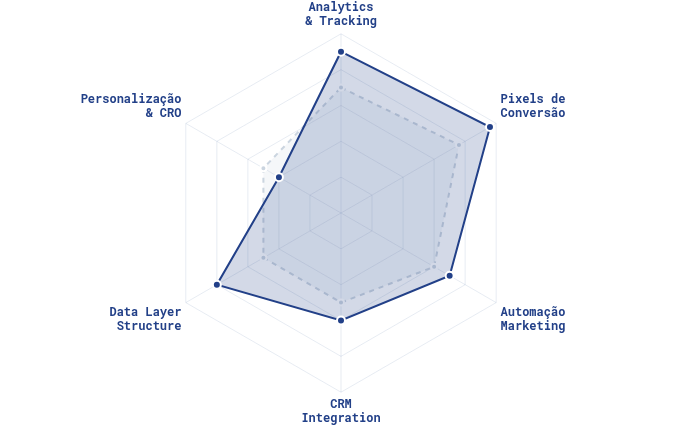 Analytics
& Tracking
Personalização
& CRO
Pixels de
Conversão
Data Layer
Structure
Automação
Marketing
CRM
Integration